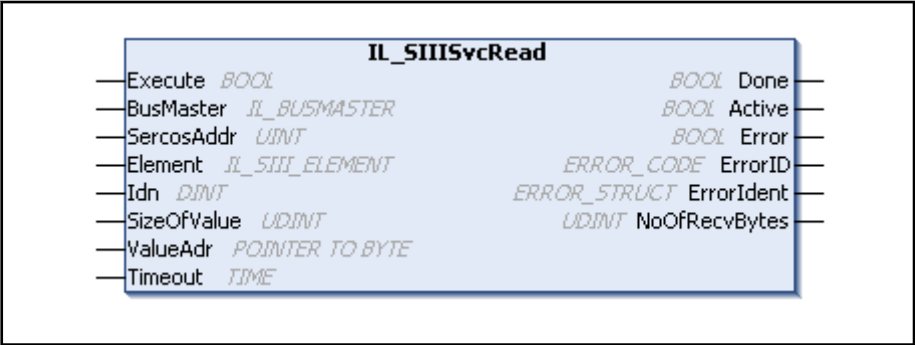 IL_SIIISvcRead
Execute BOOL BOOL Done
BusMaster IL_BUSMASTER BOOL Active
SercosAddr UINT BOOL Error
Element IL_SIII_ELEMENT ERROR_CODE ErrorID
Idn DINT ERROR_STRUCT ErrorIdent
SizeOfValue UDINT UDINT NoOfRecvBytes
ValueAdr POINTER TO BYTE
Timeout TIME